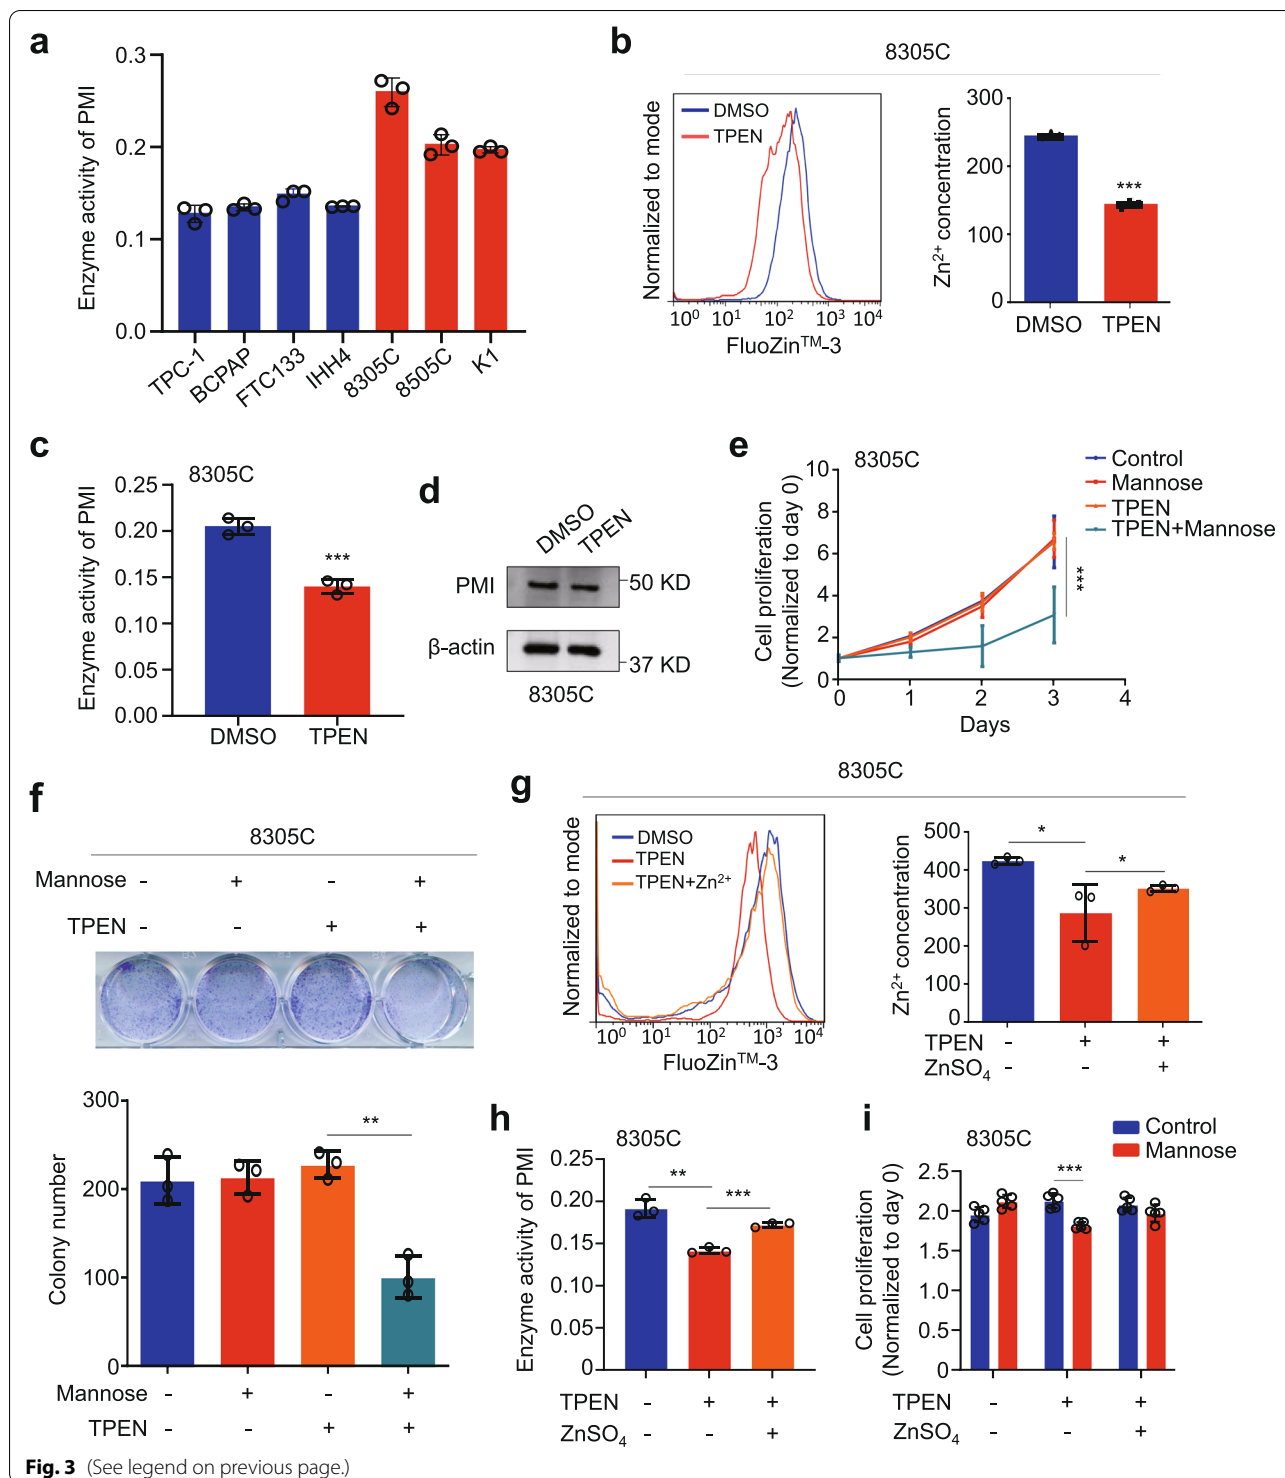 a
Enzyme activity of PMI
0.3
0.2
0.1
0.0
TPC-1
BCPAP
FTC133
IHH4
8305C
8505C
K1
b
8305C
Normalized to mode
DMSO
TPEN
10⁰ 10¹ 10² 10³ 10⁴
FluoZin™-3
Zn²⁺ concentration
300
200
100
0
***
DMSO TPEN
c
8305C
Enzyme activity of PMI
0.25
0.20
0.15
0.10
0.05
0.00
***
DMSO TPEN
d
DMSO
TPEN
PMI
50 KD
β-actin
37 KD
8305C
e
8305C
Cell proliferation
(Normalized to day 0)
10
8
6
4
2
0
0 1 2 3 4
Days
Control
Mannose
TPEN
TPEN+Mannose
***
f
8305C
Mannose - + - +
TPEN - - + +
Colony number
300
200
100
0
**
Mannose - + - +
TPEN - - + +
g
8305C
Normalized to mode
DMSO
TPEN
TPEN+Zn²⁺
10⁰ 10¹ 10² 10³ 10⁴
FluoZin™-3
Zn²⁺ concentration
500
400
300
400
100
0
* *
TPEN - + +
ZnSO₄ - - +
h
8305C
Enzyme activity of PMI
0.25
0.20
0.15
0.10
0.05
0
** ***
TPEN - + +
ZnSO₄ - - +
i
8305C
Control
Mannose
Cell proliferation
(Normalized to day 0)
2.5
2.0
1.5
1.0
0.5
0
***
TPEN - + +
ZnSO₄ - - +
Fig. 3 (See legend on previous page.)